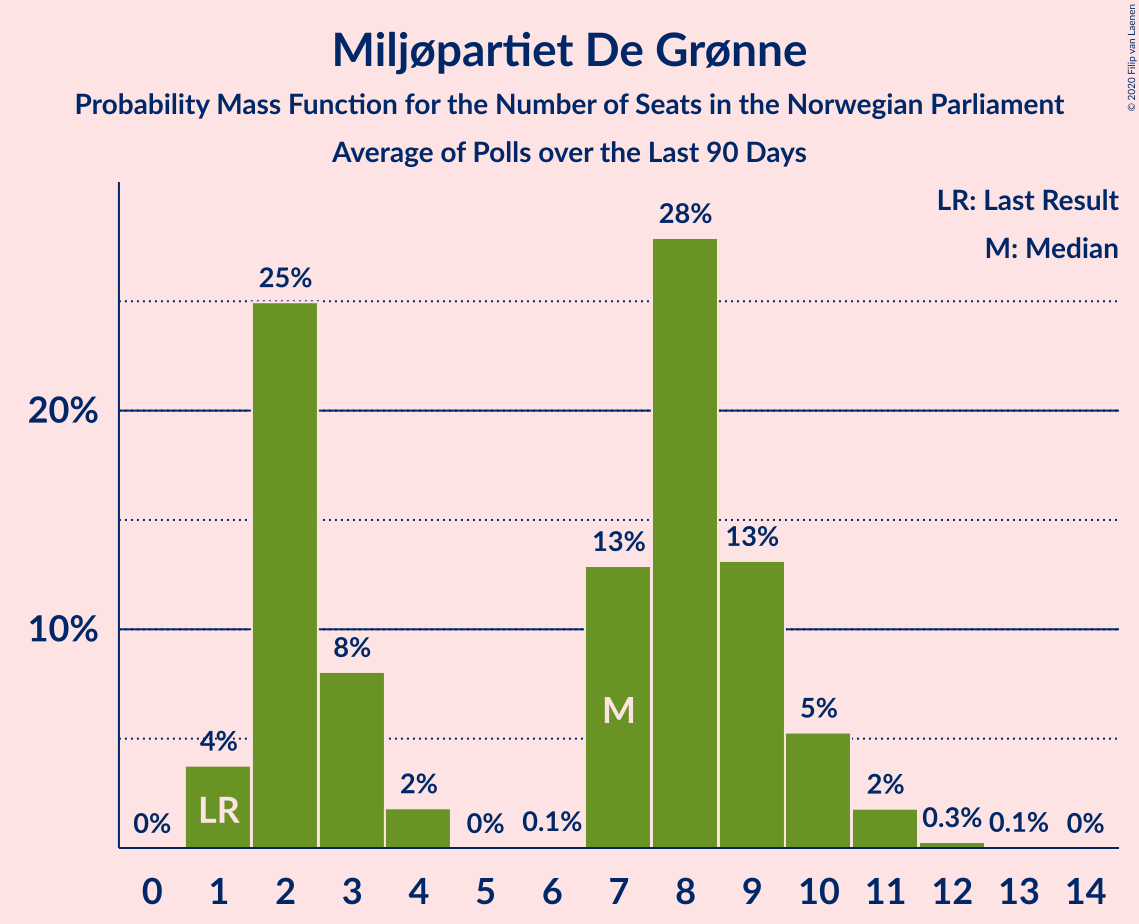 Miljøpartiet De Grønne
Probability Mass Function for the Number of Seats in the Norwegian Parliament
Average of Polls over the Last 90 Days
© 2020 Filip van Laenen
LR: Last Result
M: Median
28%
25%
20%
13%
13%
10%
8%
M
5%
4%
LR
2%
2%
0%
0%
0.1%
0.3%
0.1%
0%
0 1 2 3 4 5 6 7 8 9 10 11 12 13 14